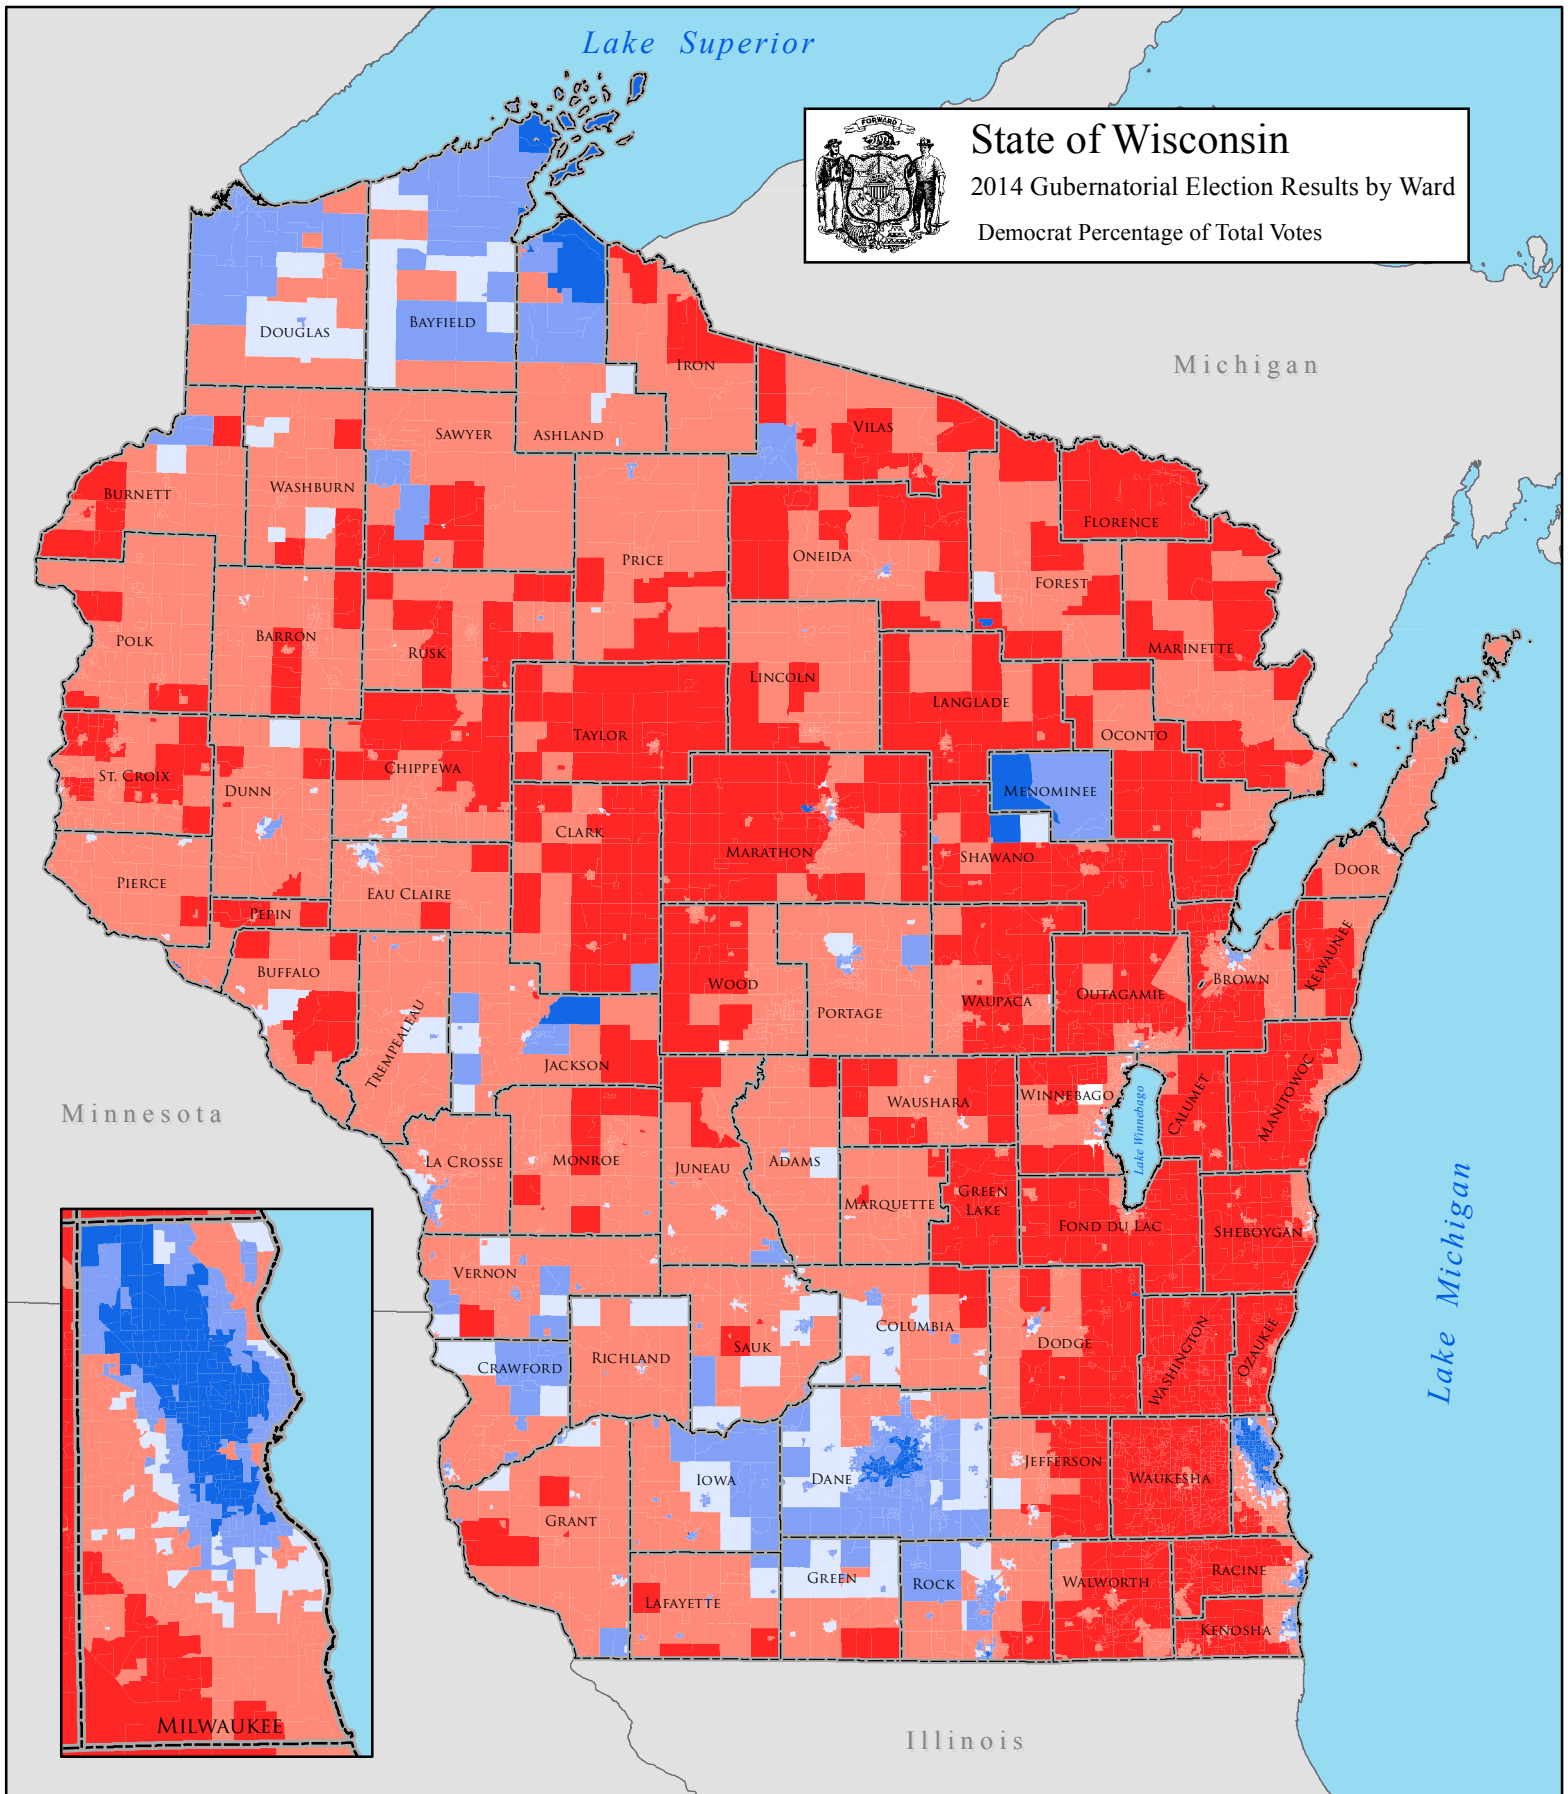 Lake Superior
FORWARD
State of Wisconsin
2014 Gubernatorial Election Results by Ward
Democrat Percentage of Total Votes
DOUGLAS
BAYFIELD
IRON
Michigan
SAWYER
ASHLAND
VILAS
BURNETT
WASHBURN
FLORENCE
PRICE
ONEIDA
FOREST
POLK
BARRON
RUSK
MARINETTE
LINCOLN
LANGLADE
TAYLOR
OCONTO
ST. CROIX
DUNN
CHIPPEWA
MENOMINEE
CLARK
MARATHON
SHAWANO
DOOR
PIERCE
EAU CLAIRE
PEPIN
BUFFALO
WOOD
PORTAGE
WAUPACA
OUTAGAMIE
BROWN
KEWAUNEE
TREMPEALEAU
JACKSON
Minnesota
WAUSHARA
WINNEBAGO
Lake Winnebago
CALUMET
MANITOWOC
LA CROSSE
MONROE
JUNEAU
ADAMS
MARQUETTE
GREEN
LAKE
FOND DU LAC
SHEBOYGAN
VERNON
Lake Michigan
CRAWFORD
RICHLAND
SAUK
COLUMBIA
DODGE
WASHINGTON
OZAUKEE
IOWA
DANE
JEFFERSON
WAUKESHA
GRANT
LAFAYETTE
GREEN
ROCK
WALWORTH
RACINE
KENOSHA
MILWAUKEE
Illinois